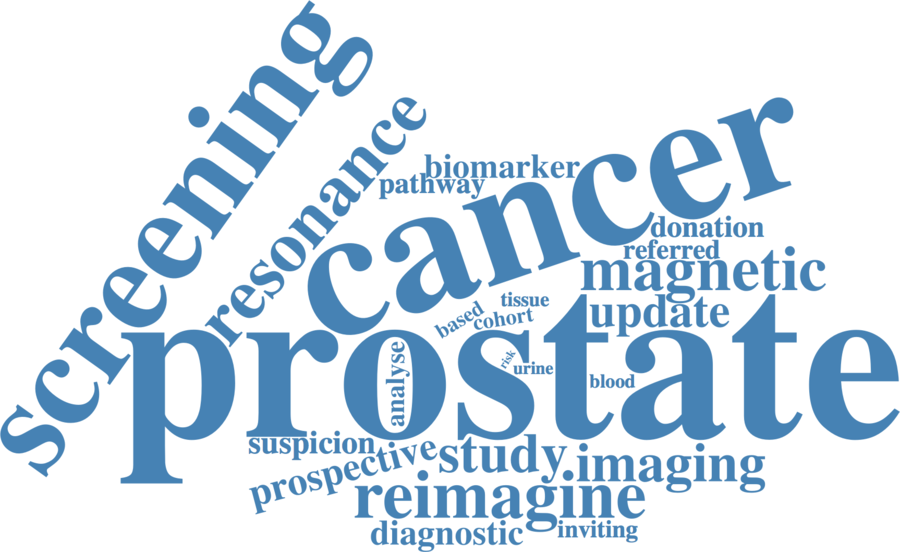 screening
resonance
cancer
biomarker
pathway
donation
referred
magnetic
update
tissue
based
cohort
prostate
analyse
risk
urine
blood
suspicion
prospective
study
imaging
reimagine
diagnostic
inviting